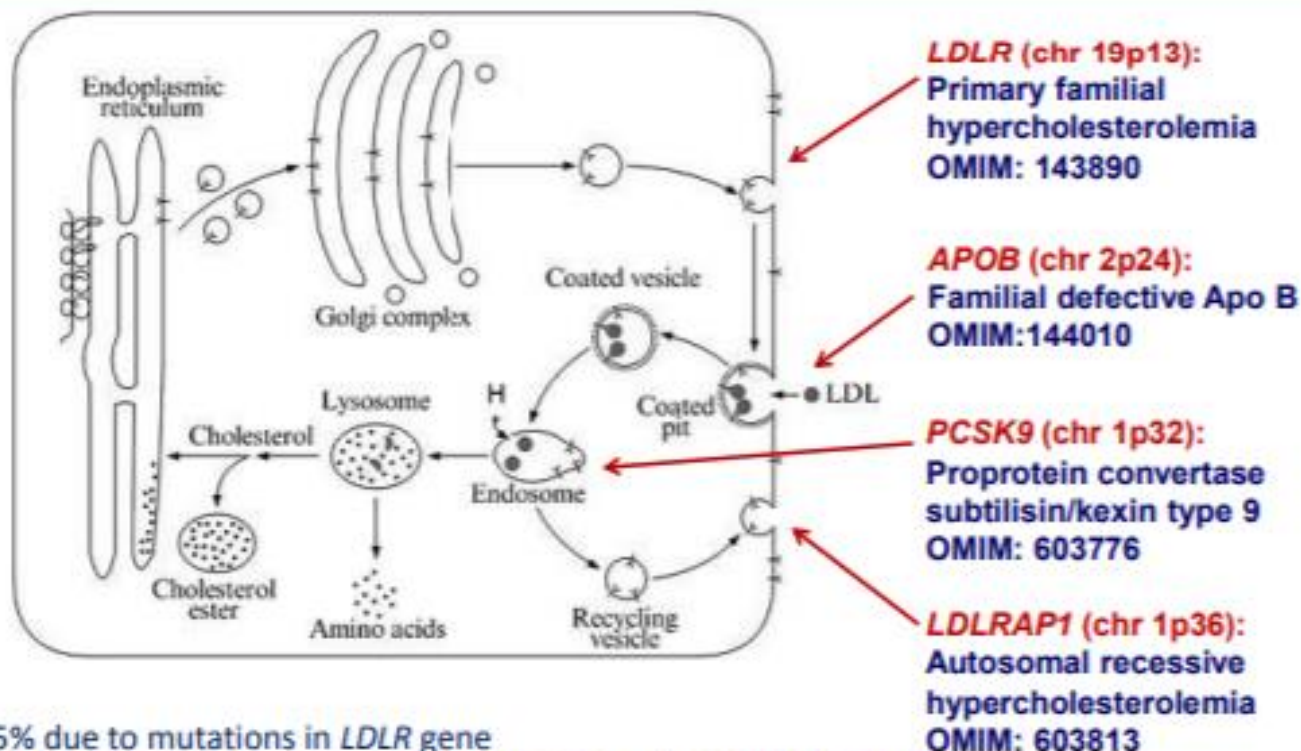 Endoplasmic
reticulum
Golgi complex
Coated vesicle
H
Lysosome
Cholesterol
Endosome
Coated
pit
LDL
Cholesterol
ester
Amino acids
Recycling
vesicle
LDLR (chr 19p13):
Primary familial
hypercholesterolemia
OMIM: 143890
APOB (chr 2p24):
Familial defective Apo B
OMIM:144010
PCSK9 (chr 1p32):
Proprotein convertase
subtilisin/kexin type 9
OMIM: 603776
LDLRAP1 (chr 1p36):
Autosomal recessive
hypercholesterolemia
OMIM: 603813
5% due to mutations in LDLR gene